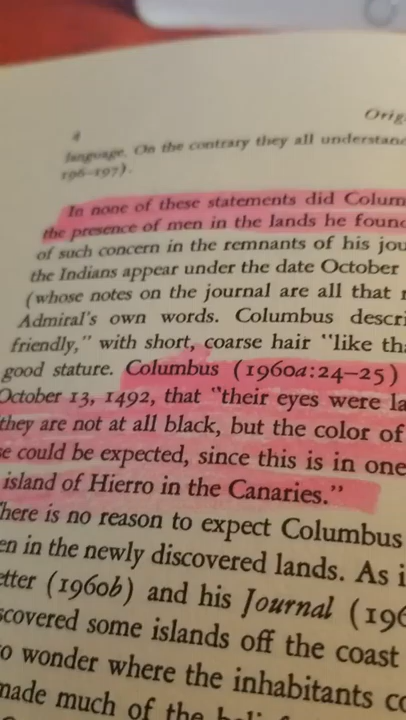 4
Orig
language. On the contrary they all understand
196–197).
In none of these statements did Colum
the presence of men in the lands he found
of such concern in the remnants of his jou
the Indians appear under the date October
(whose notes on the journal are all that r
Admiral's own words. Columbus descri
friendly," with short, coarse hair "like th
good stature. Columbus (1960a:24–25)
October 13, 1492, that "their eyes were la
they are not at all black, but the color of
se could be expected, since this is in one
island of Hierro in the Canaries."
here is no reason to expect Columbus
en in the newly discovered lands. As i
etter (1960b) and his Journal (196
scovered some islands off the coast
o wonder where the inhabitants c
made much of the